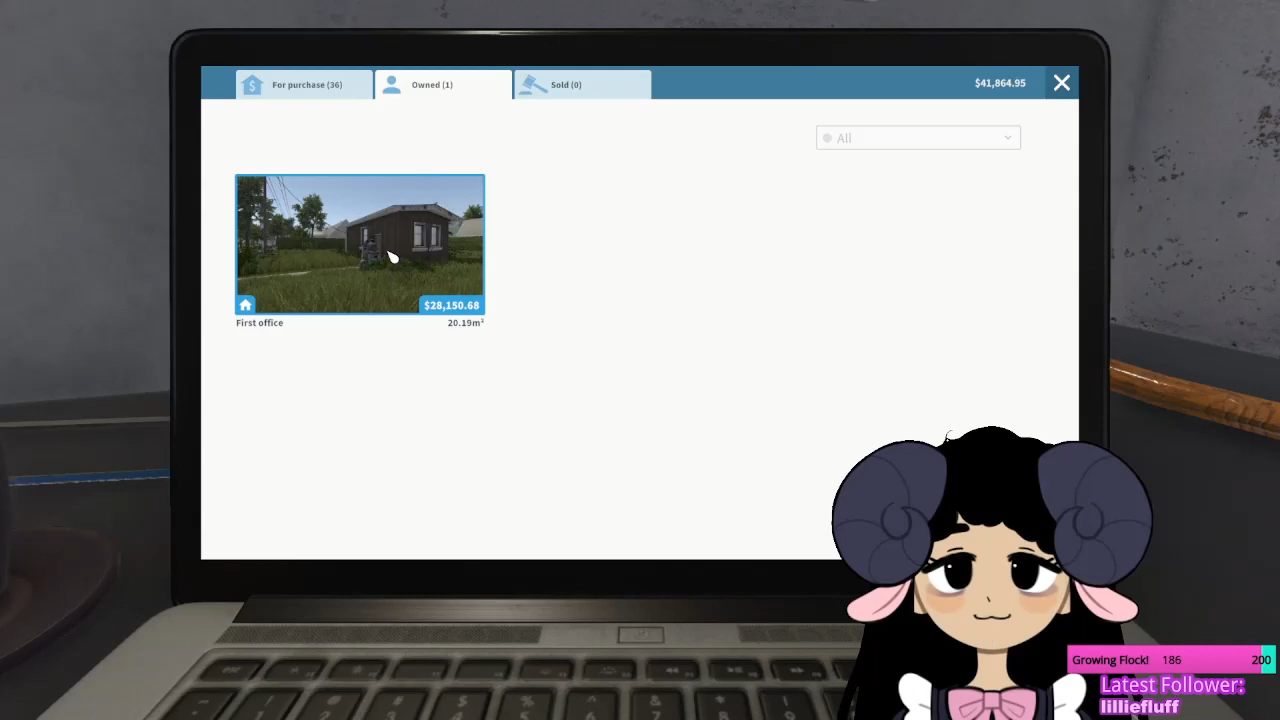 For purchase (36)
Owned (1)
Sold (0)
$41,864.95
All
$28,150.68
First office
20.19m²
Growing Flock! 186 200
Latest Follower:
lilliefluff